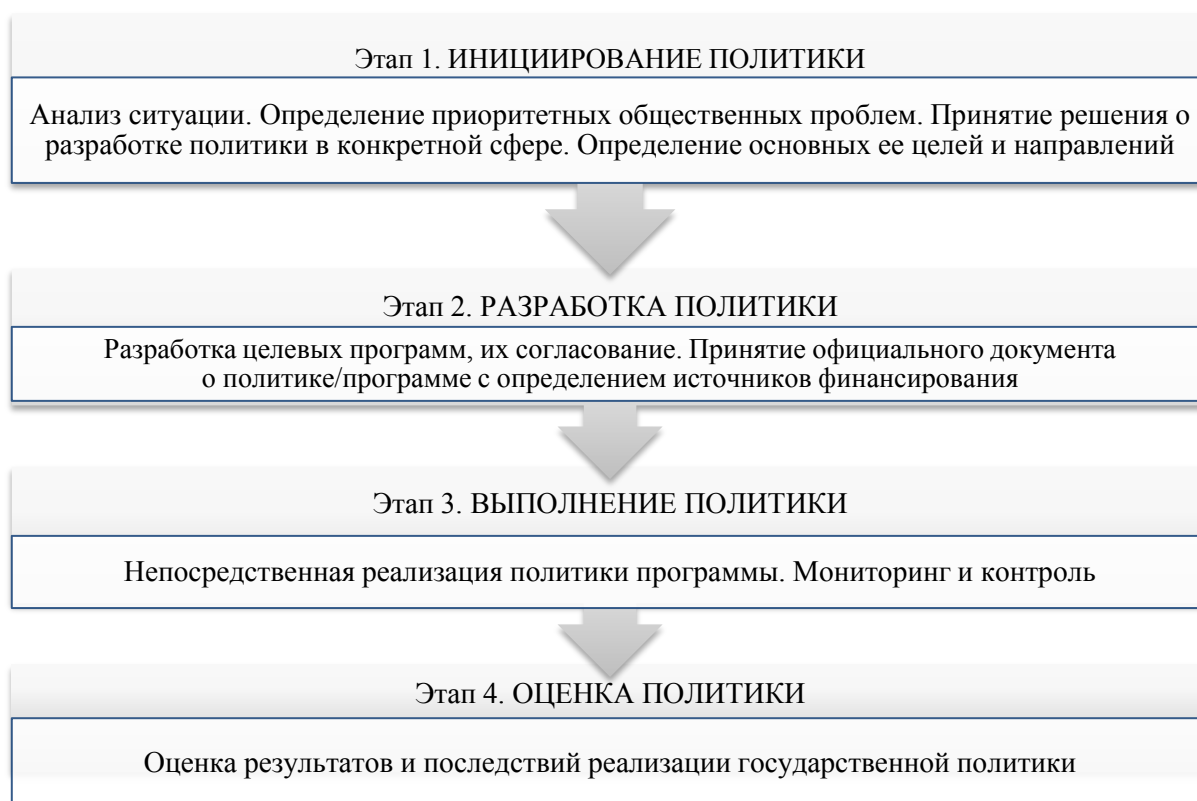 Этап 1. ИНИЦИИРОВАНИЕ ПОЛИТИКИ
Анализ ситуации. Определение приоритетных общественных проблем. Принятие решения о
разработке политики в конкретной сфере. Определение основных ее целей и направлений
Этап 2. РАЗРАБОТКА ПОЛИТИКИ
Разработка целевых программ, их согласование. Принятие официального документа
о политике/программе с определением источников финансирования
Этап 3. ВЫПОЛНЕНИЕ ПОЛИТИКИ
Непосредственная реализация политики программы. Мониторинг и контроль
Этап 4. ОЦЕНКА ПОЛИТИКИ
Оценка результатов и последствий реализации государственной политики